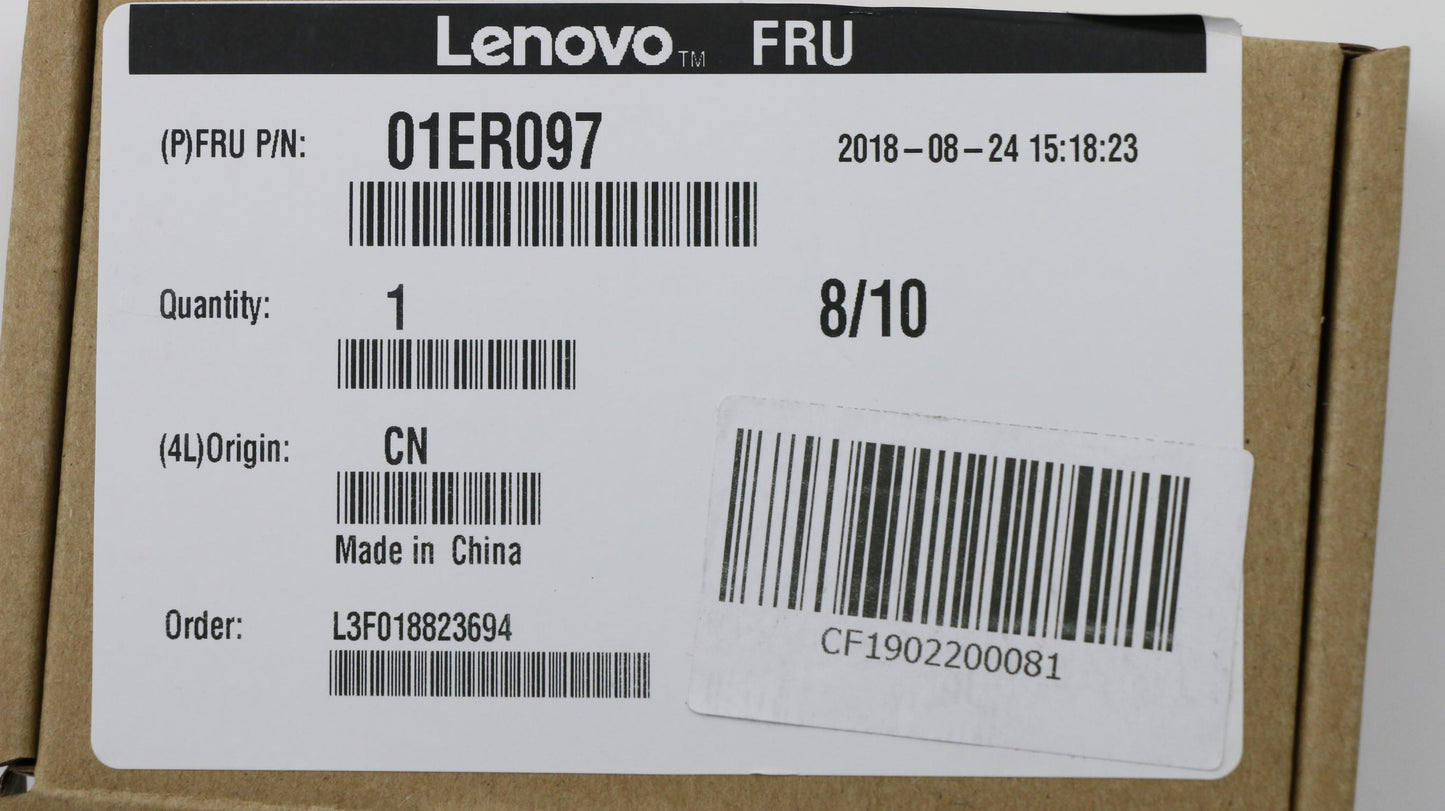 Lenovo™ FRU
(P)FRU P/N: 01ER097 2018-08-24 15:18:23
Quantity: 1 8/10
(4L)Origin: CN
Made in China
Order: L3F018823694
CF1902200081